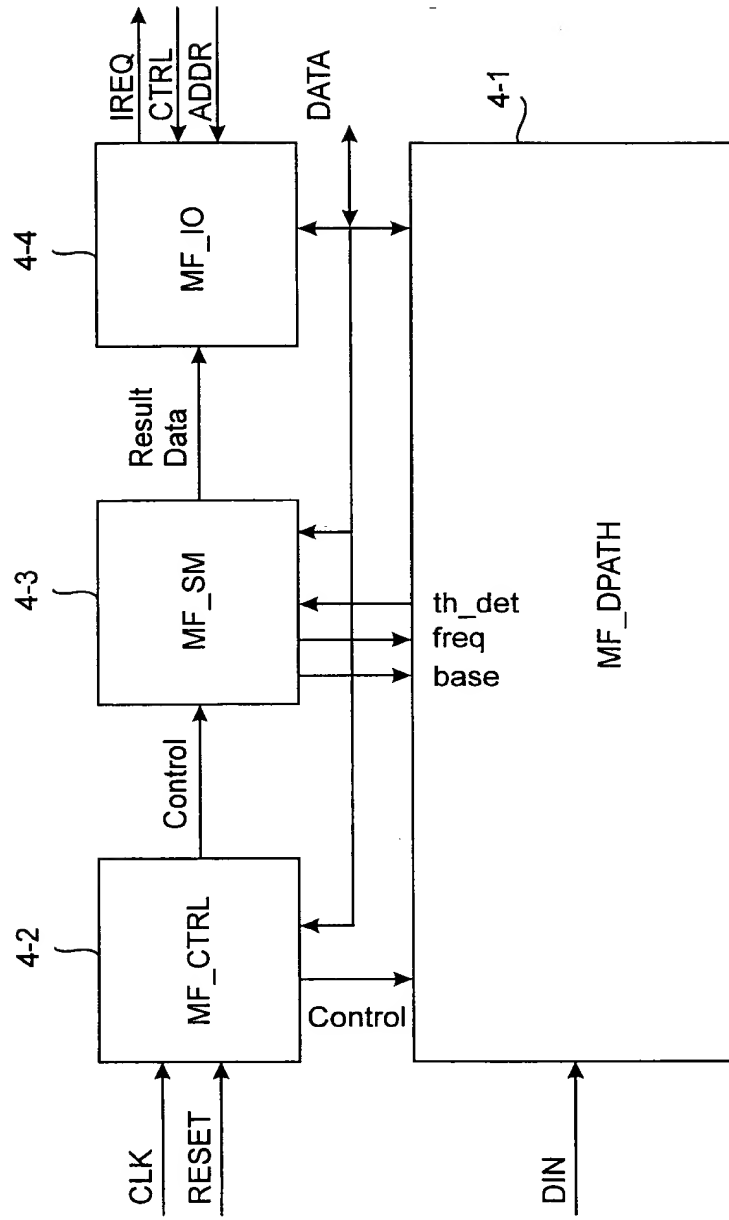 IREQ
CTRL
ADDR
4-4
MF_IO
DATA
4-1
Result
Data
4-3
MF_SM
th_det
freq
base
MF_DPATH
Control
4-2
MF_CTRL
Control
CLK
RESET
DIN